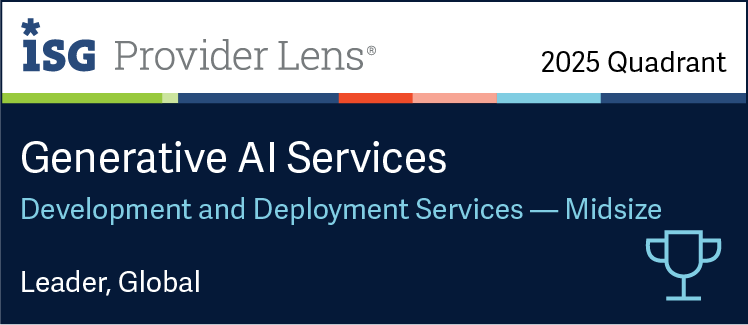 ISG Provider Lens®
2025 Quadrant
Generative AI Services
Development and Deployment Services — Midsize
Leader, Global